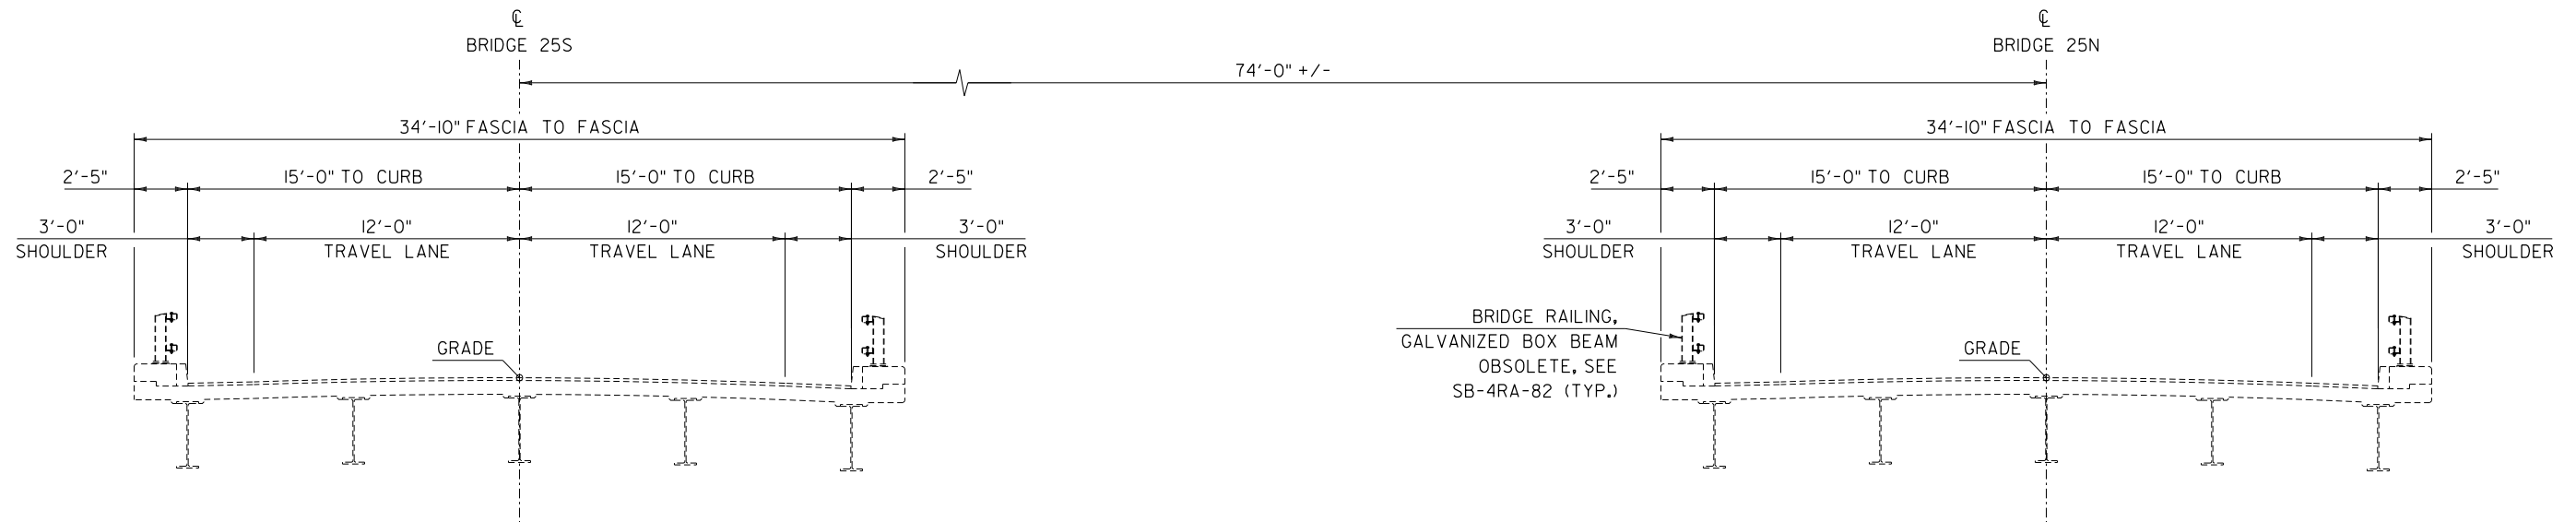 ℄
BRIDGE 25S
℄
BRIDGE 25N
74'-0" +/-
34'-10" FASCIA TO FASCIA
34'-10" FASCIA TO FASCIA
2'-5"
15'-0" TO CURB
15'-0" TO CURB
2'-5"
2'-5"
15'-0" TO CURB
15'-0" TO CURB
2'-5"
3'-0"
SHOULDER
12'-0"
TRAVEL LANE
12'-0"
TRAVEL LANE
3'-0"
SHOULDER
3'-0"
SHOULDER
12'-0"
TRAVEL LANE
12'-0"
TRAVEL LANE
3'-0"
SHOULDER
GRADE
BRIDGE RAILING,
GALVANIZED BOX BEAM
OBSOLETE, SEE
SB-4RA-82 (TYP.)
GRADE